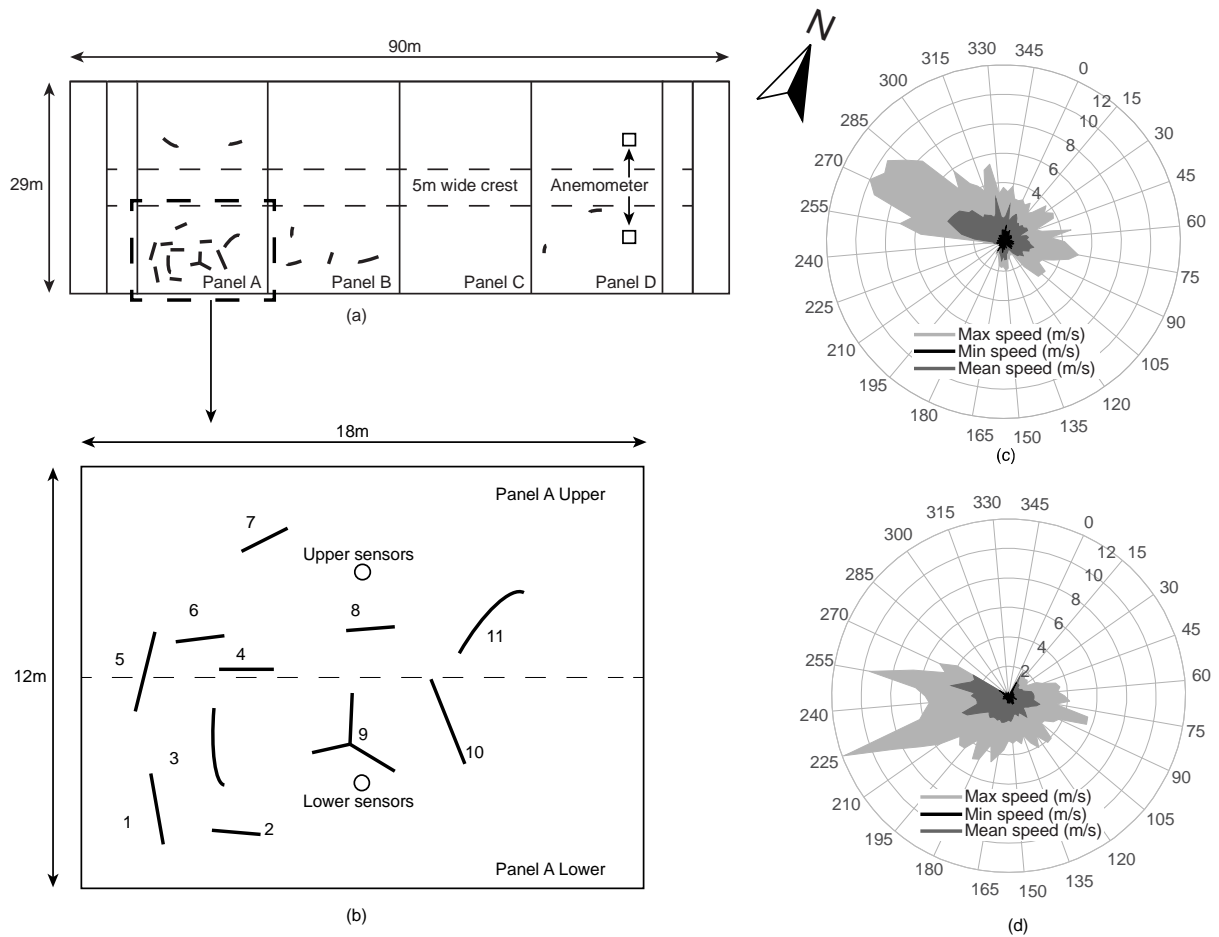 90m
29m
5m wide crest
Anemometer
Panel A
Panel B
Panel C
Panel D
(a)
18m
12m
Panel A Upper
7
Upper sensors
6
8
11
5
4
9
3
10
Lower sensors
1
2
Panel A Lower
(b)
N
330
345
315
0
300
12
15
10
285
30
8
270
6
45
4
255
60
240
75
225
90
Max speed (m/s)
Min speed (m/s)
Mean speed (m/s)
210
105
195
120
180
135
165
150
(c)
330
345
315
0
300
12
15
10
285
30
8
270
6
45
4
255
2
60
240
75
225
90
Max speed (m/s)
Min speed (m/s)
Mean speed (m/s)
210
105
195
120
180
135
165
150
(d)